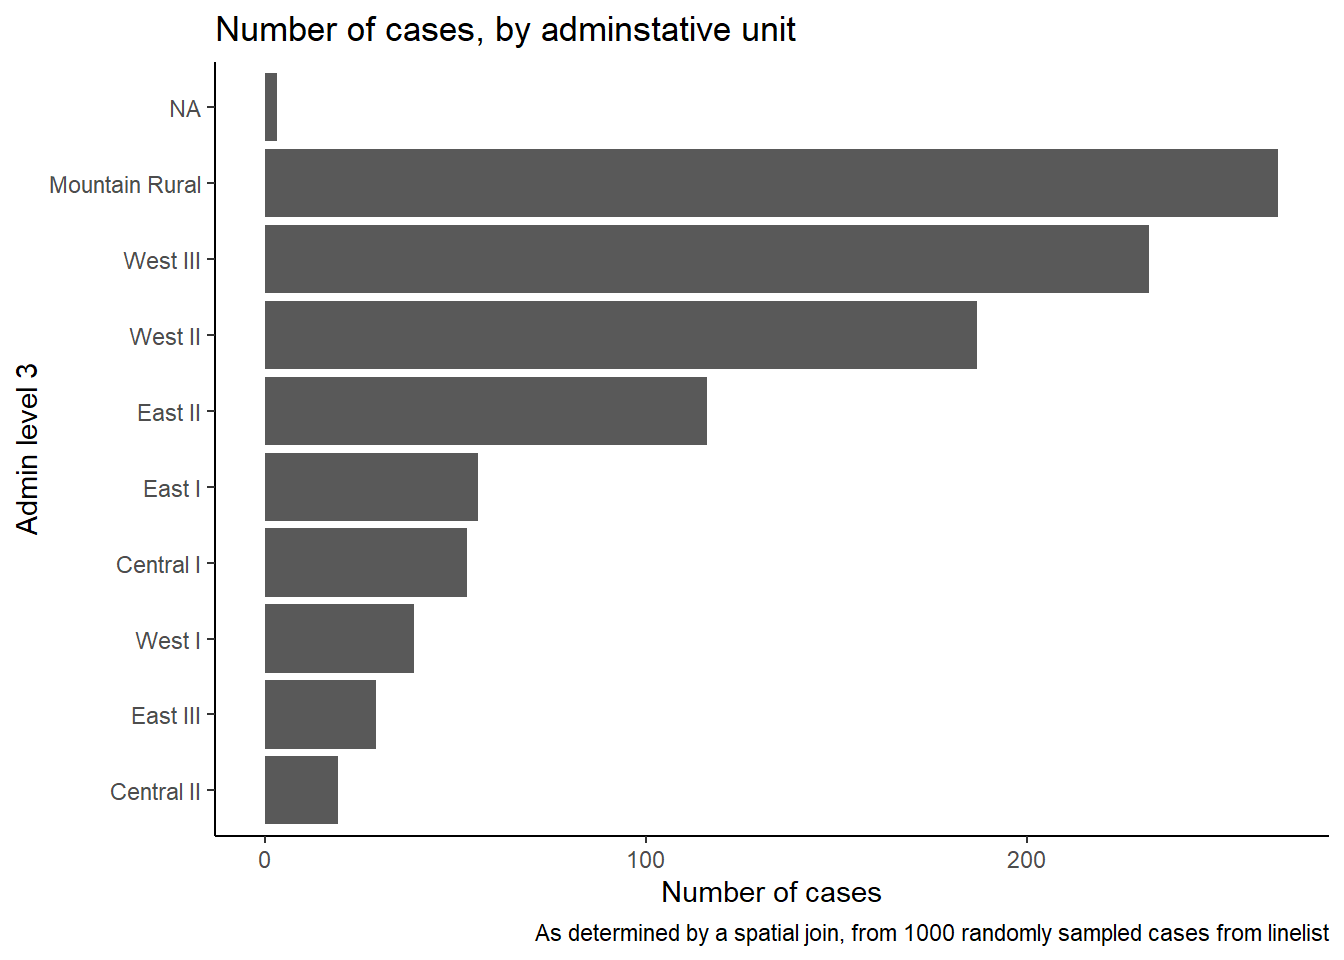 Number of cases, by adminstative unit
NA
Mountain Rural
West III
West II
East II
East I
Central I
West I
East III
Central II
Admin level 3
0 100 200
Number of cases
As determined by a spatial join, from 1000 randomly sampled cases from linelist